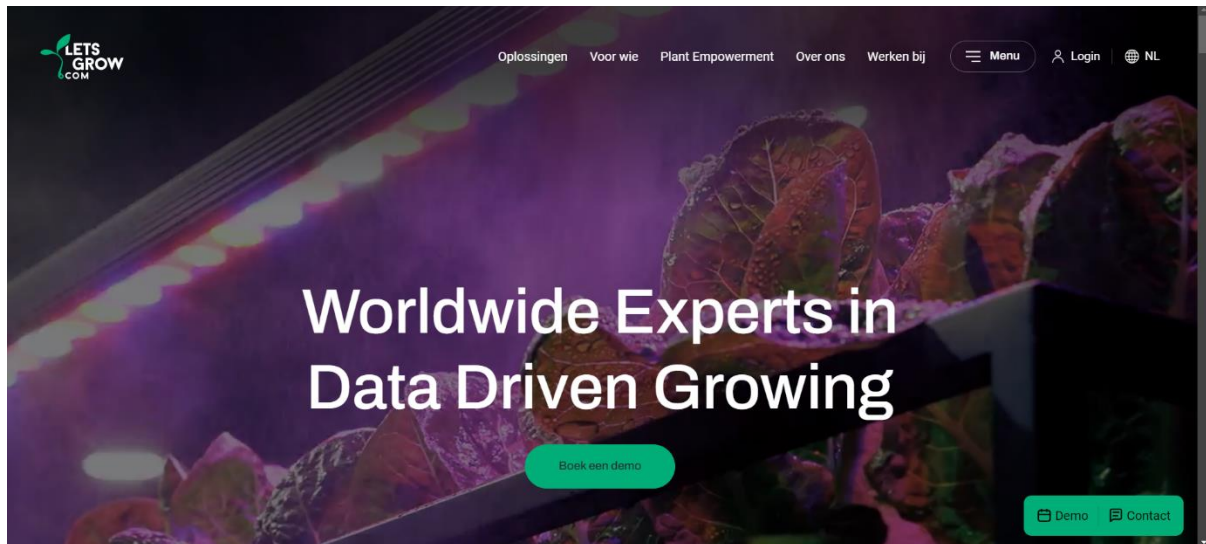 LETS
GROW
COM
Oplossingen Voor wie Plant Empowerment Over ons Werken bij Menu Login NL
Worldwide Experts in
Data Driven Growing
Boek een demo
Demo Contact